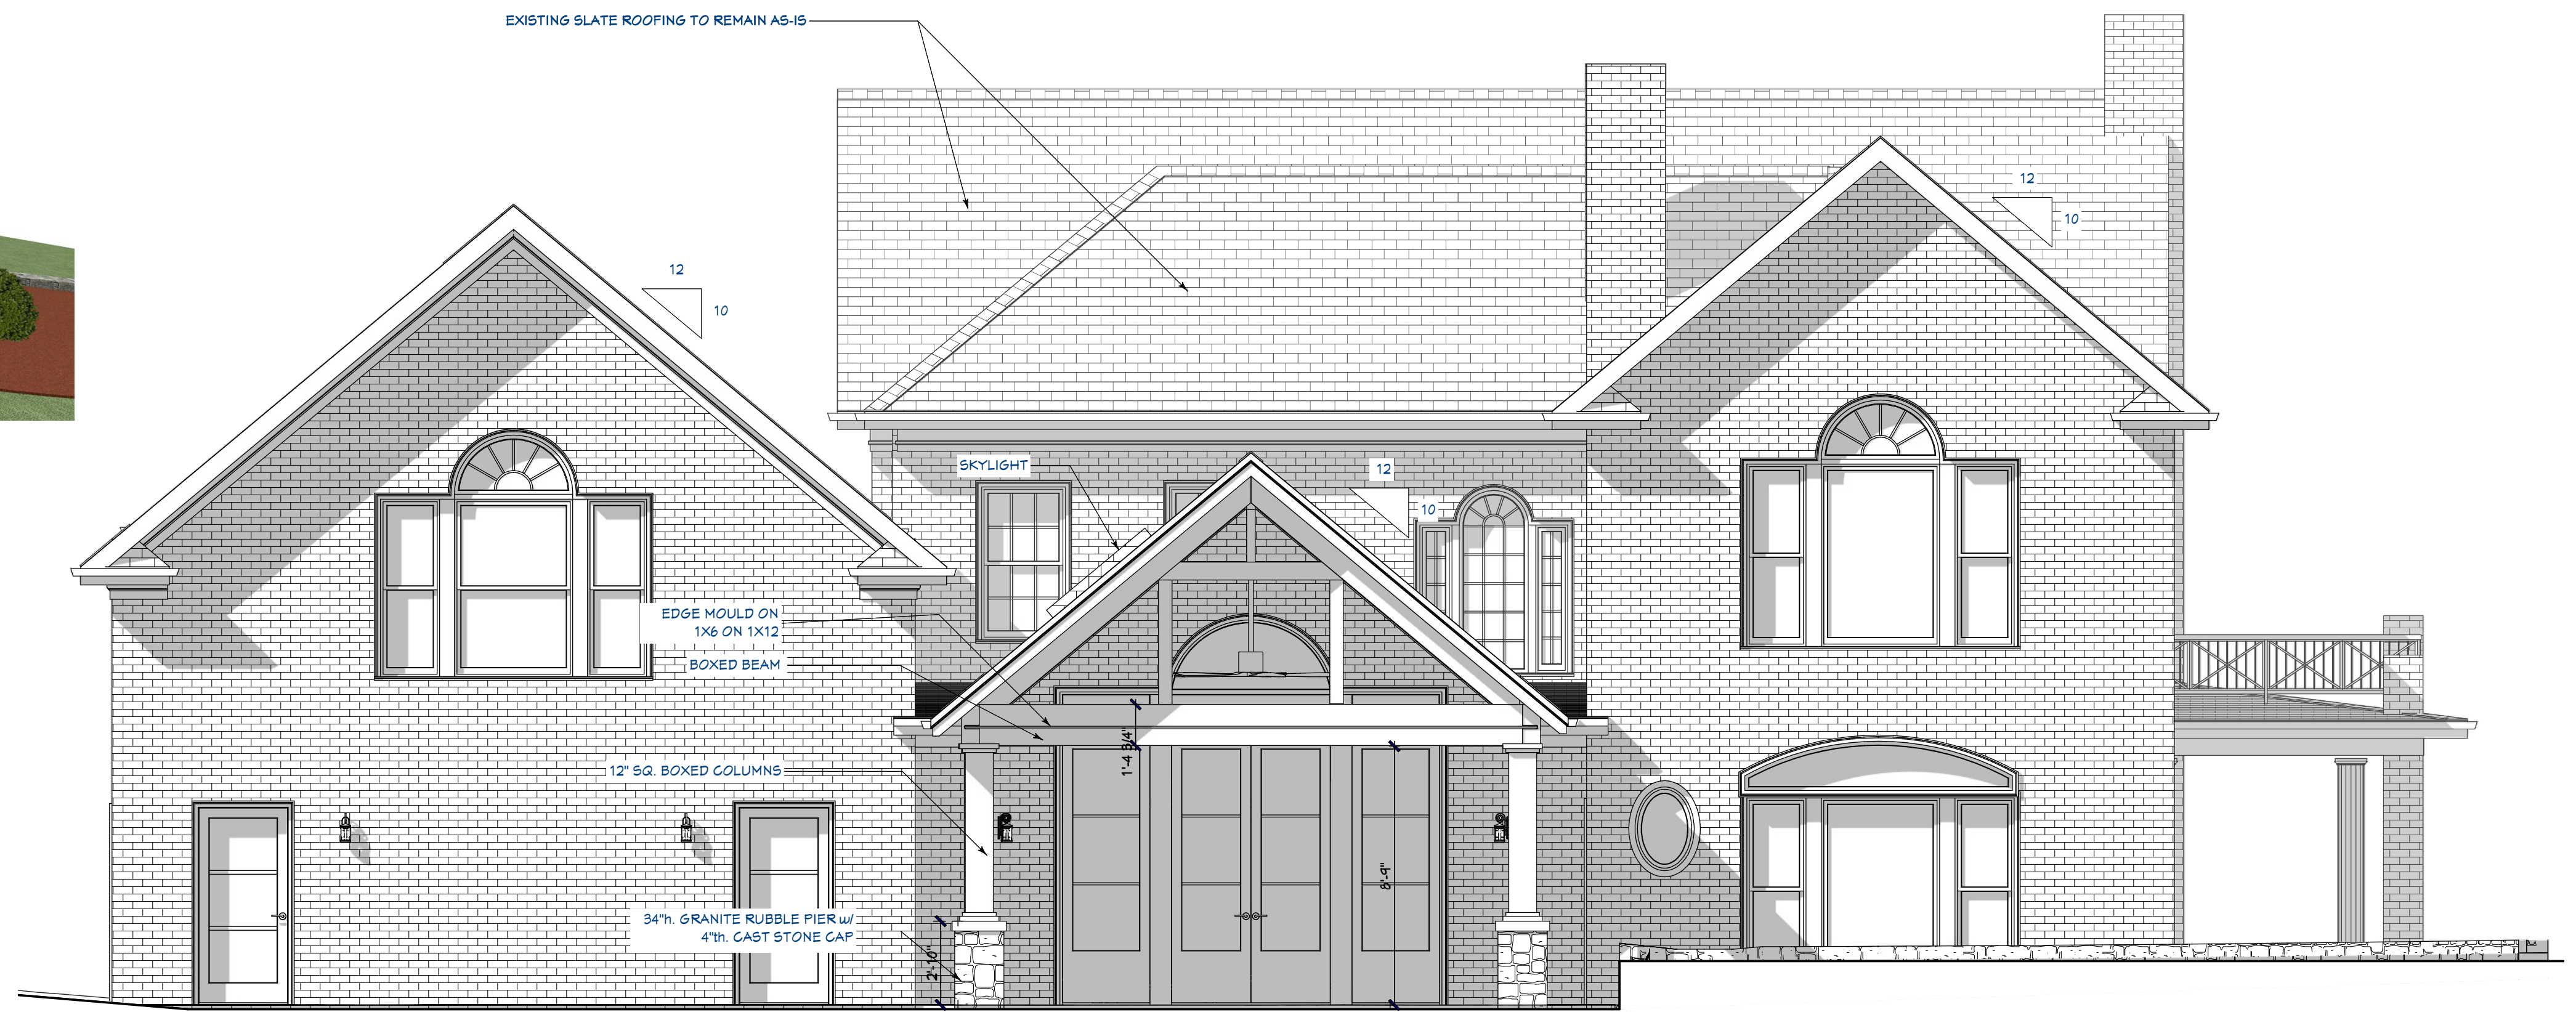 EXISTING SLATE ROOFING TO REMAIN AS-IS
12
10
12
10
SKYLIGHT
12
10
EDGE MOULD ON
1X6 ON 1X12
BOXED BEAM
1'-4 3/4"
12" SQ. BOXED COLUMNS
8'-9"
34"h. GRANITE RUBBLE PIER w/
4"th. CAST STONE CAP
2'-10"